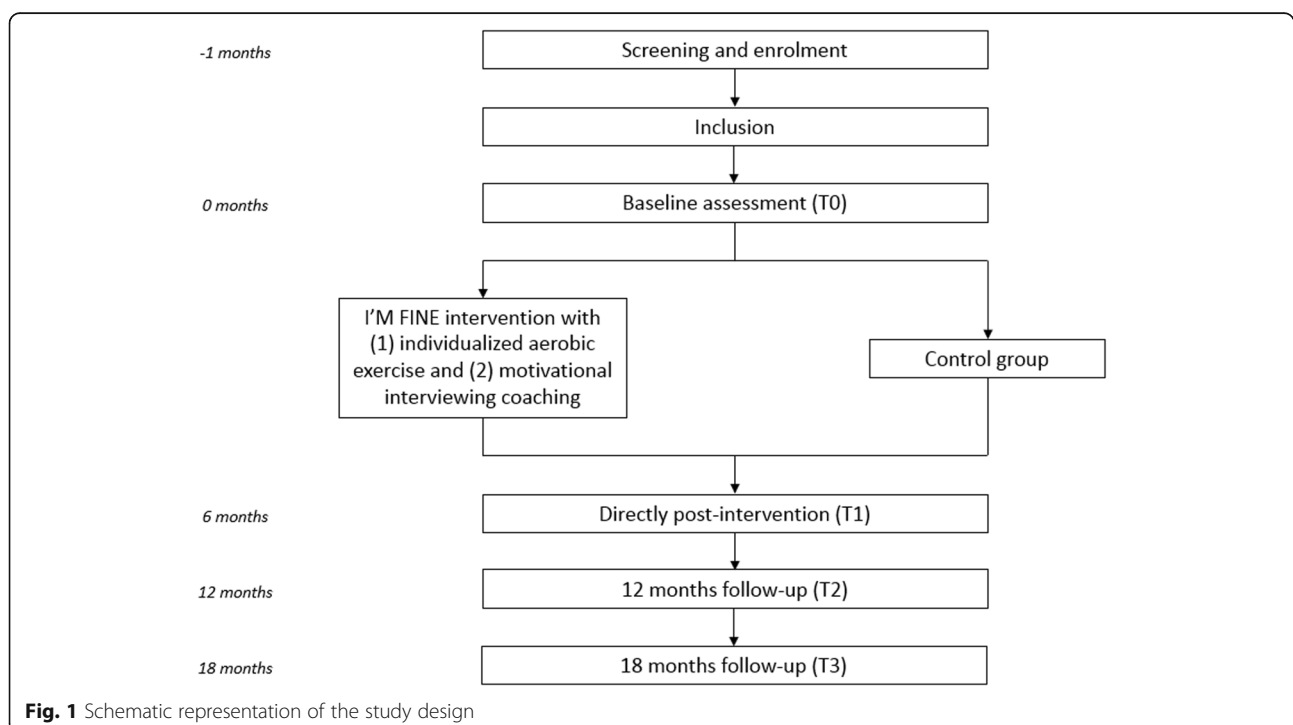 -1 months
Screening and enrolment
Inclusion
0 months
Baseline assessment (T0)
I'M FINE intervention with
(1) individualized aerobic
exercise and (2) motivational
interviewing coaching
Control group
6 months
Directly post-intervention (T1)
12 months
12 months follow-up (T2)
18 months
18 months follow-up (T3)
Fig. 1 Schematic representation of the study design